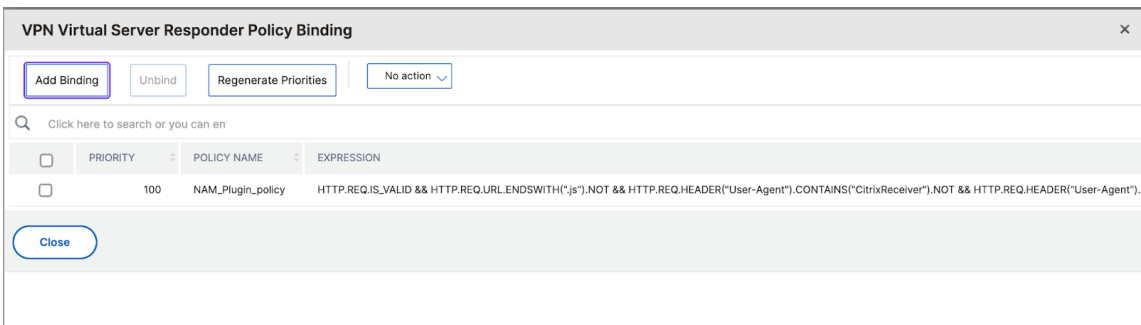 VPN Virtual Server Responder Policy Binding
Add Binding Unbind Regenerate Priorities No action
Click here to search or you can en
PRIORITY POLICY NAME EXPRESSION
100 NAM_Plugin_policy HTTP.REQ.IS_VALID && HTTP.REQ.URL.ENDSWITH(".js").NOT && HTTP.REQ.HEADER("User-Agent").CONTAINS("CitrixReceiver").NOT && HTTP.REQ.HEADER("User-Agent").
Close